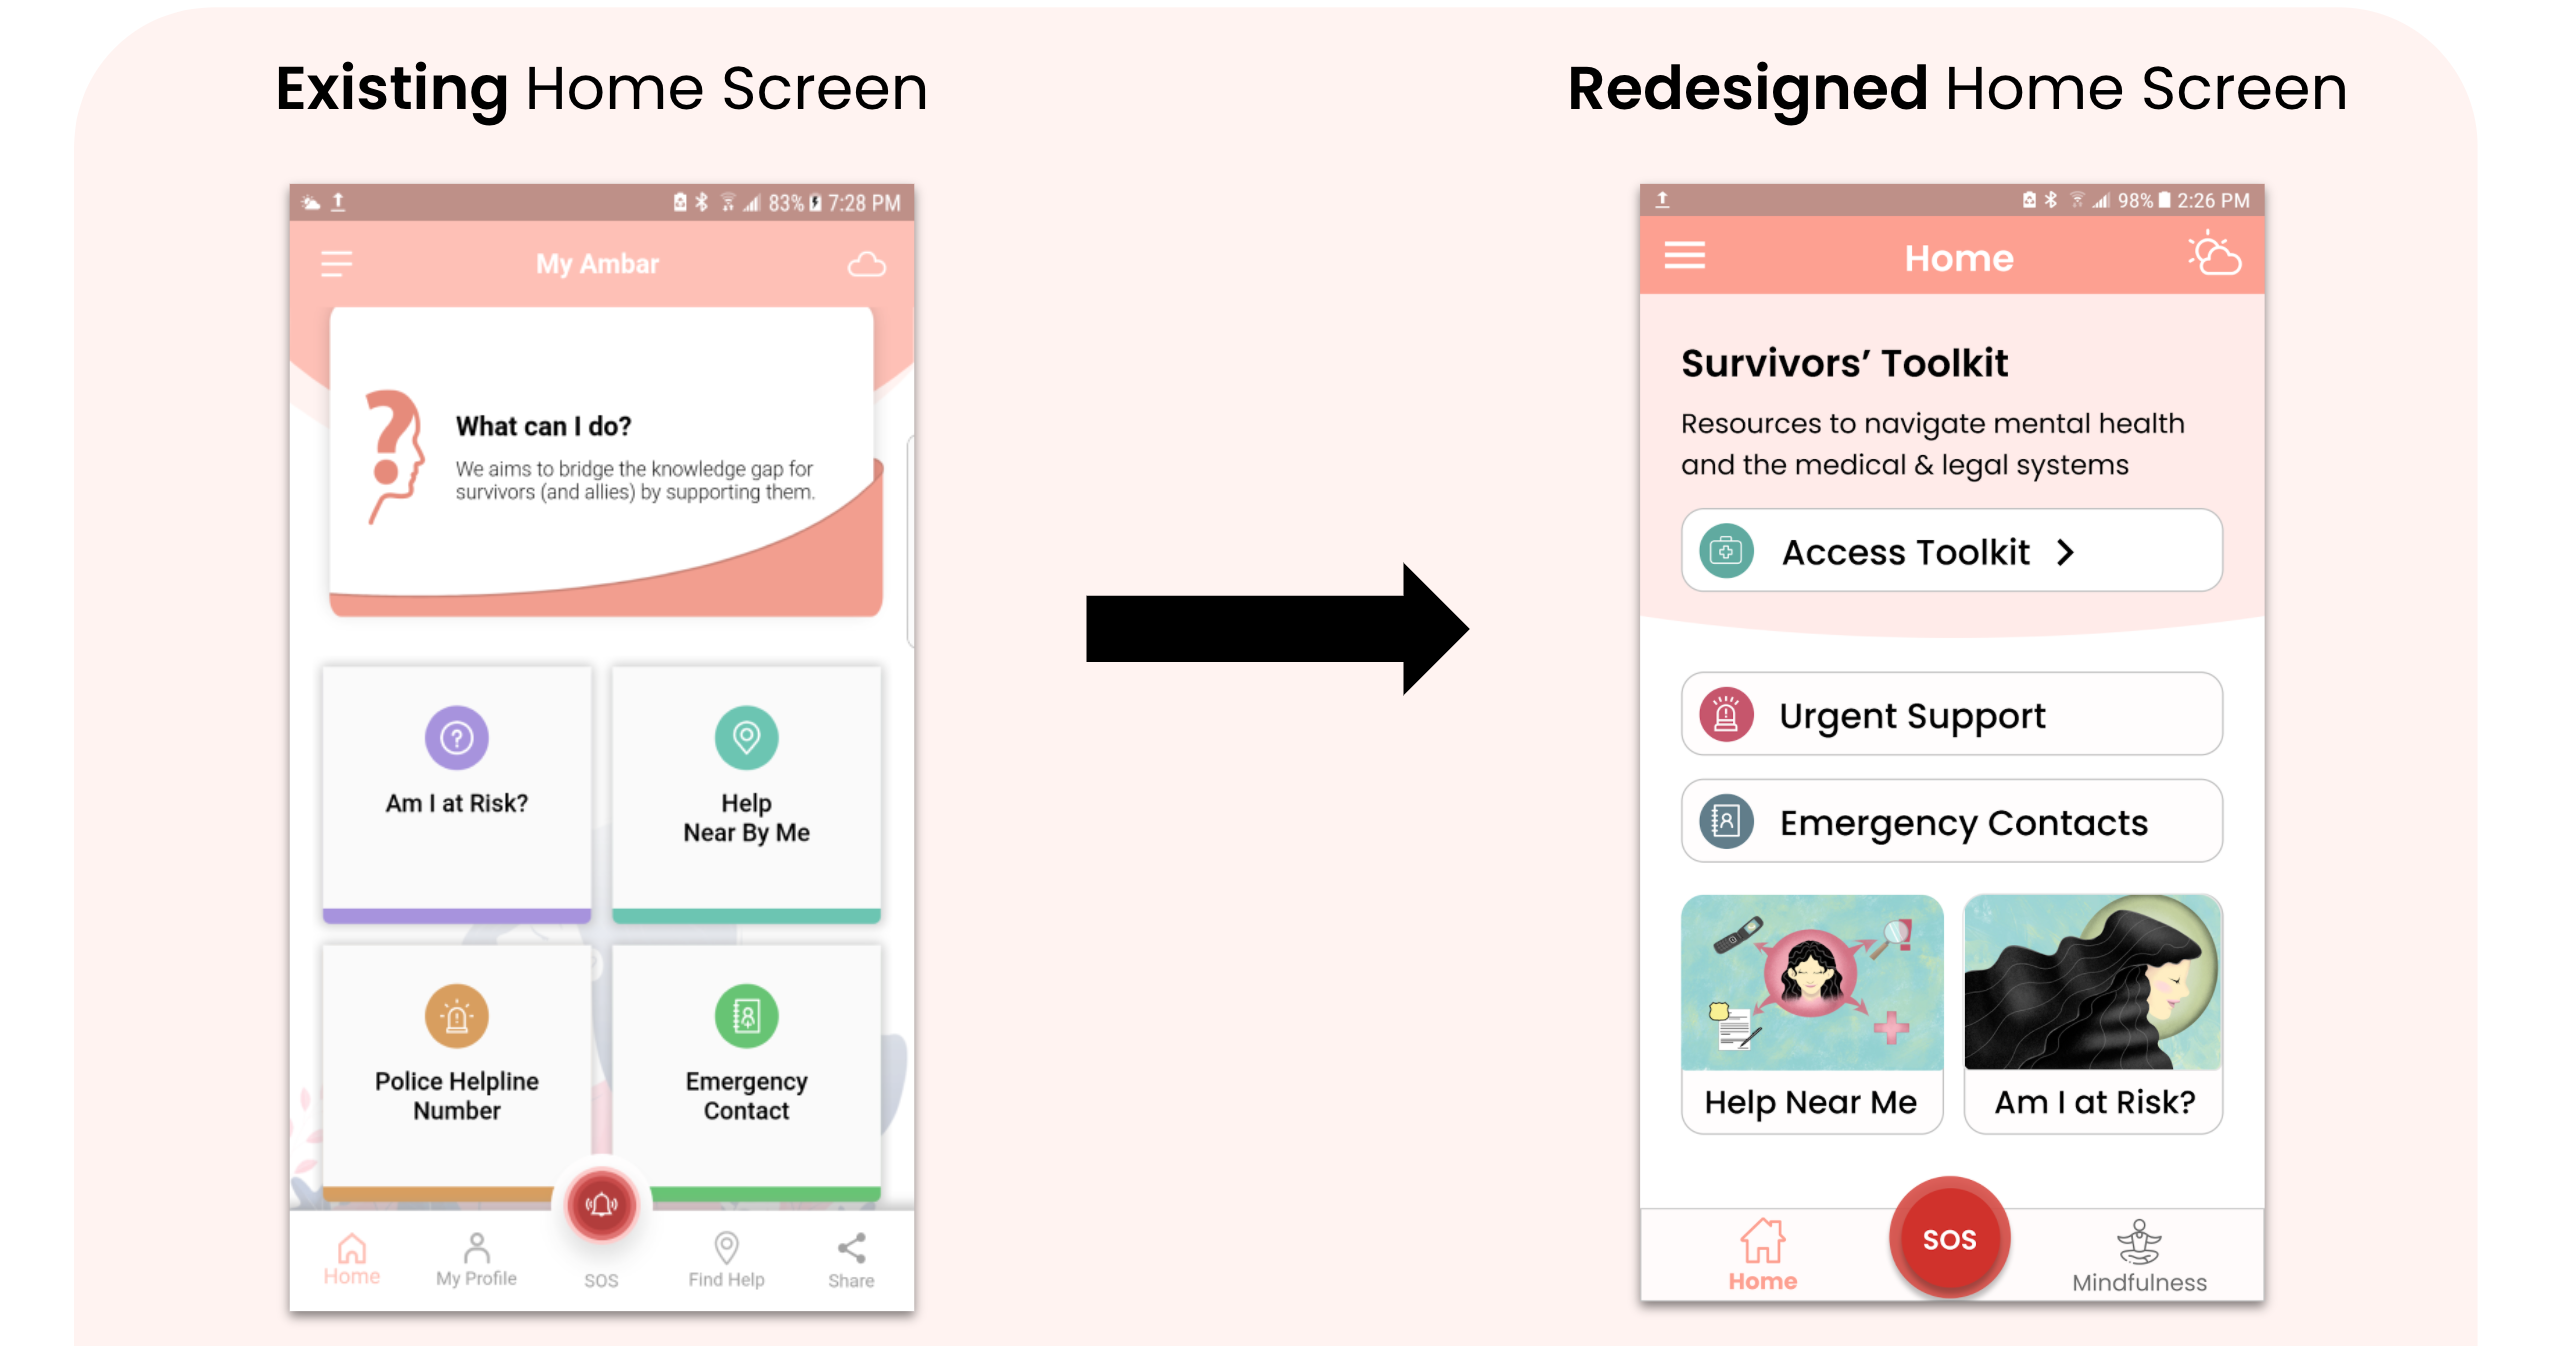 Existing Home Screen
83% 7:28 PM
My Ambar
What can I do?
We aims to bridge the knowledge gap for
survivors (and allies) by supporting them.
Am I at Risk?
Help
Near By Me
Police Helpline
Number
Emergency
Contact
Home
My Profile
SOS
Find Help
Share
Redesigned Home Screen
98% 2:26 PM
Home
Survivors’ Toolkit
Resources to navigate mental health
and the medical & legal systems
Access Toolkit
Urgent Support
Emergency Contacts
Help Near Me
Am I at Risk?
Home
SOS
Mindfulness